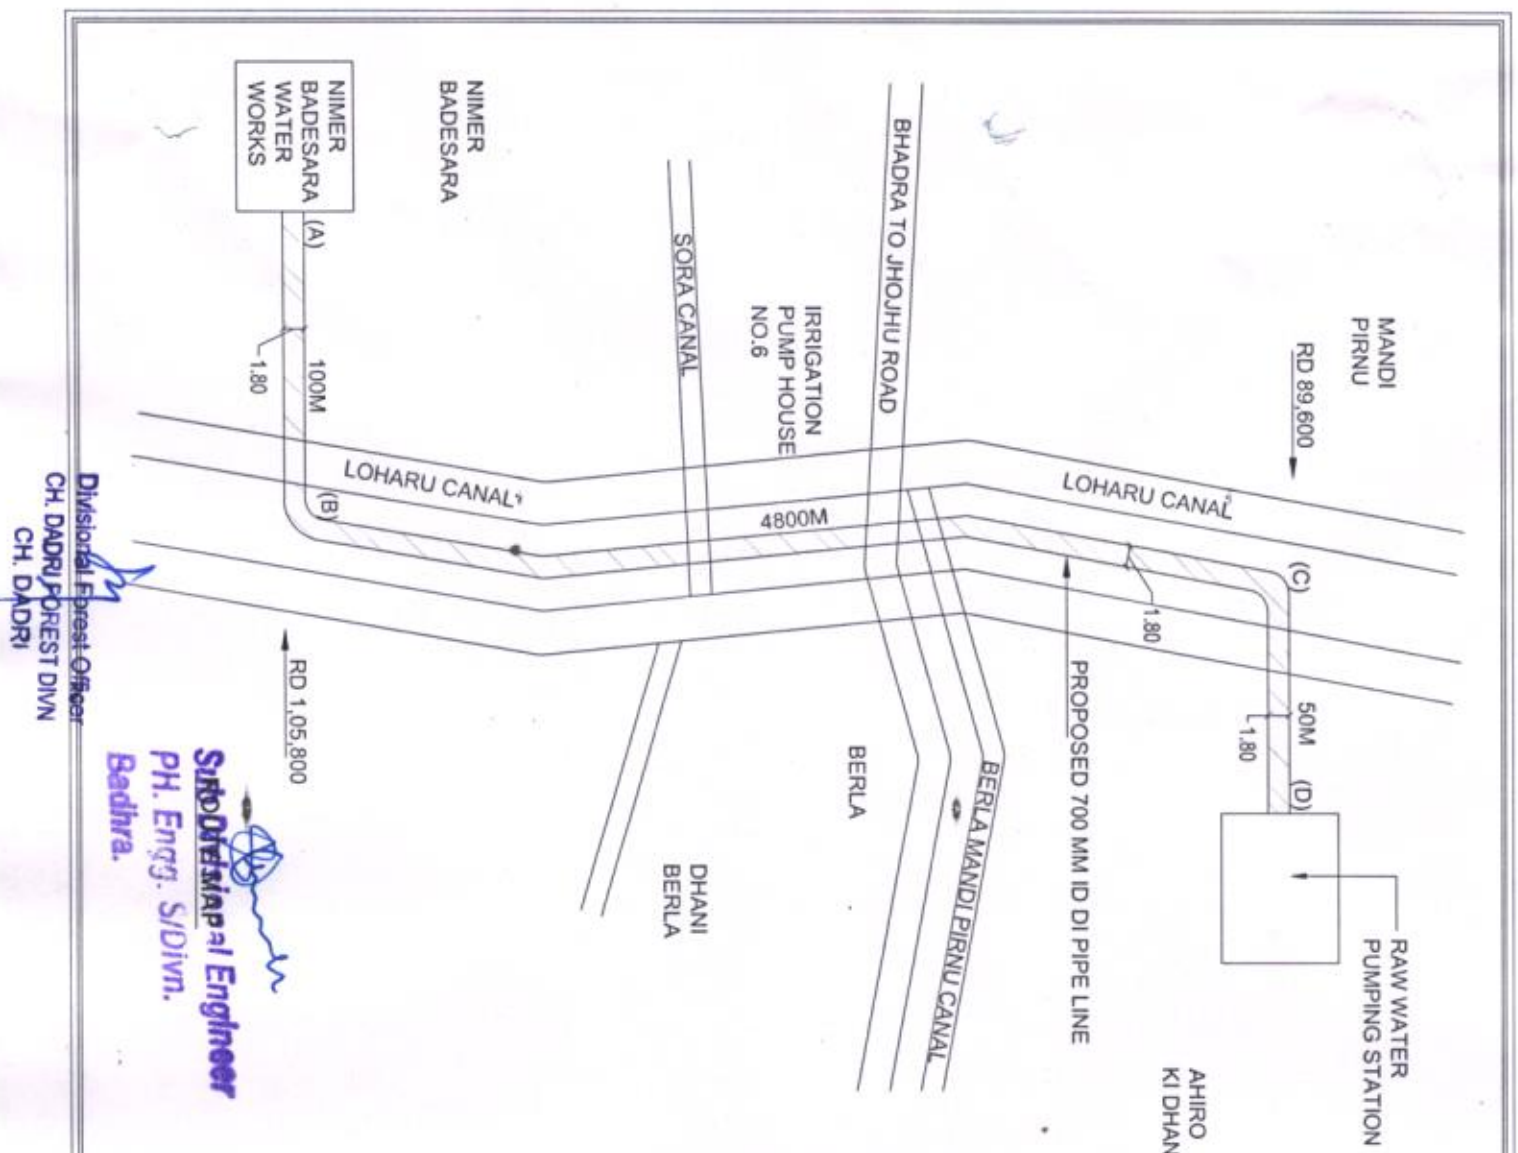 MANDI
PIRNU
RD 89,600
RAW WATER
PUMPING STATION
(C)
50M
(D)
1.80
LOHARU CANAL
1.80
PROPOSED 700 MM ID DI PIPE LINE
AHIRO
KI DHAN
BHADRA TO JHOJHU ROAD
BERLA MANDI PIRNU CANAL
BERLA
IRRIGATION
PUMP HOUSE
NO.6
4800M
SORA CANAL
DHANI
BERLA
NIMER
BADESARA
LOHARU CANAL
NIMER
BADESARA
WATER
WORKS
(A)
100M
1.80
(B)
RD 1,05,800
Sub Divisional Engineer
PH. Engg. S/Divn.
Badhra.
Divisional Forest Officer
CH. DADRI FOREST DIVN
CH. DADRI